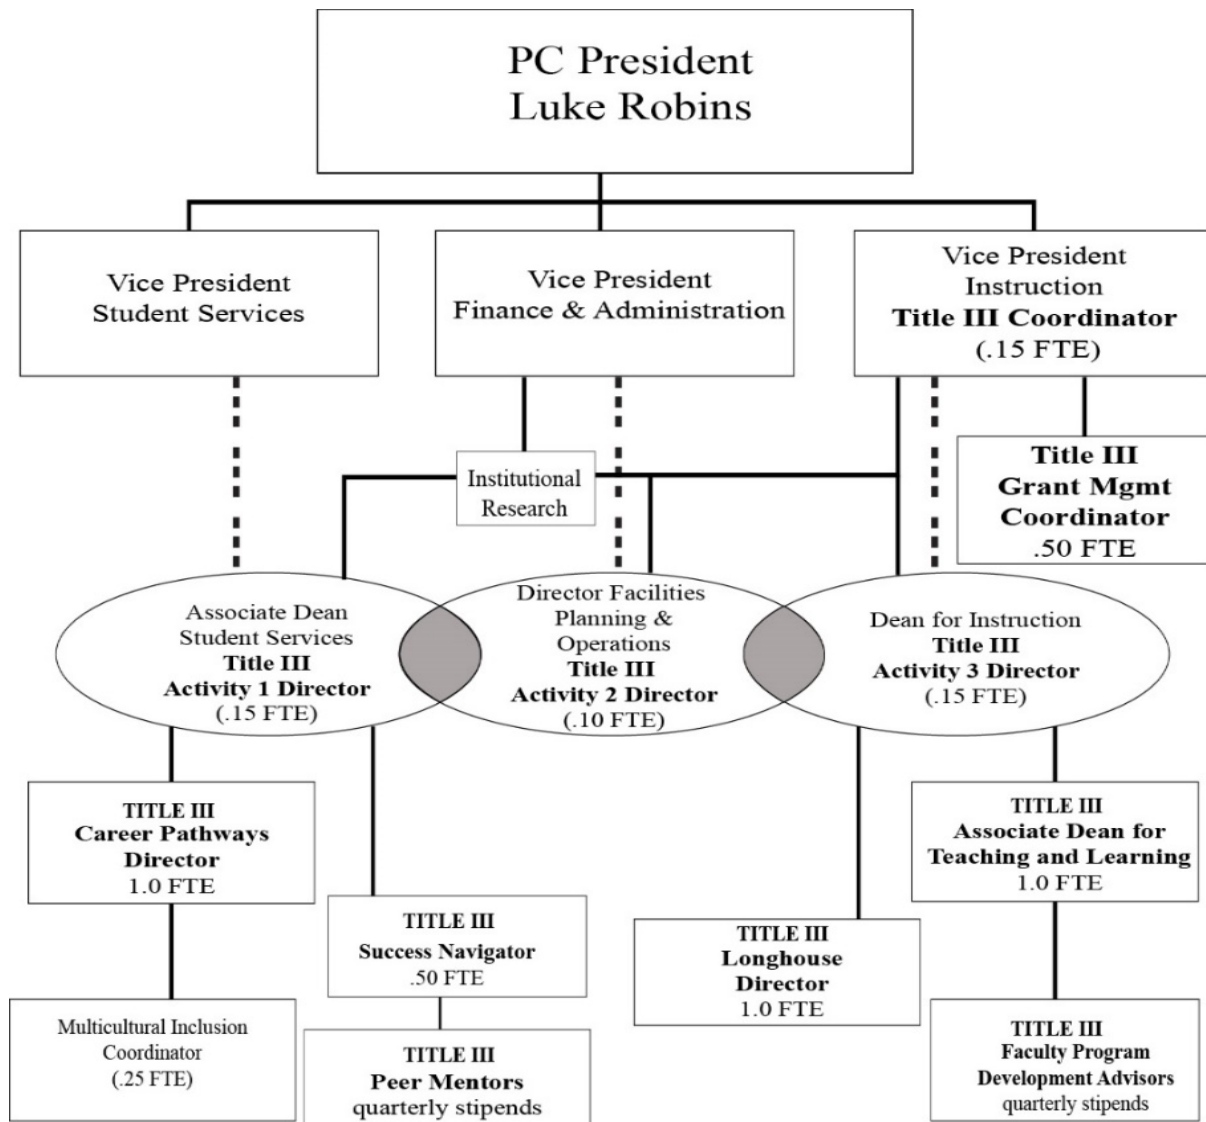 PC President
Luke Robins
Vice President
Student Services
Vice President
Finance & Administration
Vice President
Instruction
Title III Coordinator
(.15 FTE)
Institutional
Research
Title III
Grant Mgmt
Coordinator
.50 FTE
Associate Dean
Student Services
Title III
Activity 1 Director
(.15 FTE)
Director Facilities
Planning &
Operations
Title III
Activity 2 Director
(.10 FTE)
Dean for Instruction
Title III
Activity 3 Director
(.15 FTE)
TITLE III
Career Pathways
Director
1.0 FTE
TITLE III
Success Navigator
.50 FTE
TITLE III
Longhouse
Director
1.0 FTE
TITLE III
Associate Dean for
Teaching and Learning
1.0 FTE
Multicultural Inclusion
Coordinator
(.25 FTE)
TITLE III
Peer Mentors
quarterly stipends
TITLE III
Faculty Program
Development Advisors
quarterly stipends